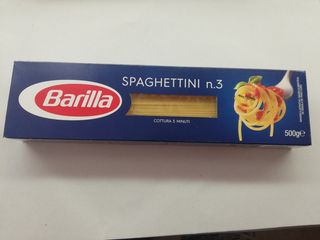 SPAGHETTINI n.3
Barilla
COTTURA 5 MINUTI
500g e